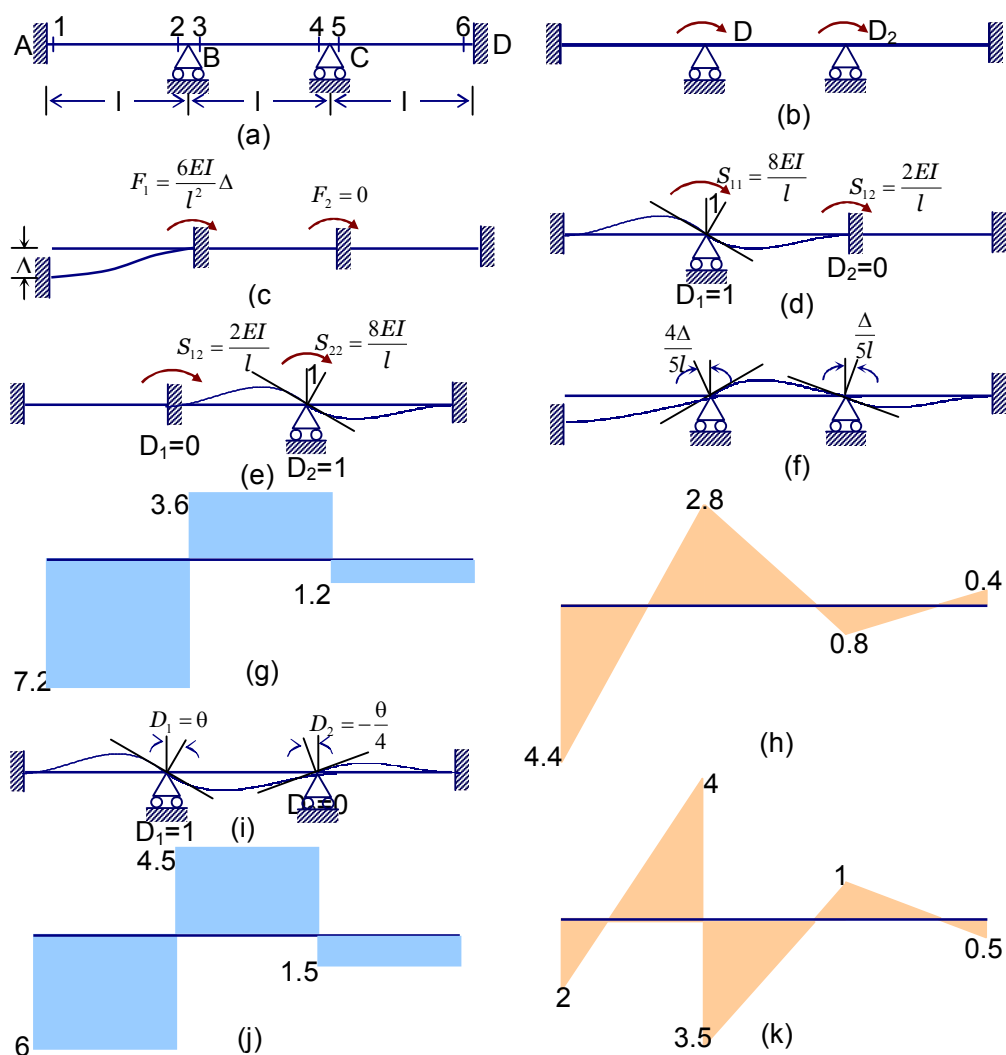 1 2 3 4 5 6
A B C D
l l l
(a)
D D₂
(b)
F₁ = 6EI/l² Δ
F₂ = 0
Δ
(c
S₁₁ = 8EI/l
S₁₂ = 2EI/l
1
D₁=1
D₂=0
(d)
S₁₂ = 2EI/l
S₂₂ = 8EI/l
1
D₁=0
D₂=1
(e)
4Δ/5l
Δ/5l
(f)
3.6
1.2
7.2
(g)
2.8
0.4
0.8
4.4
(h)
D₁ = θ
D₂ = −θ/4
D₁=1
D =0
(i)
4.5
1.5
6
(j)
4
1
0.5
2
3.5
(k)